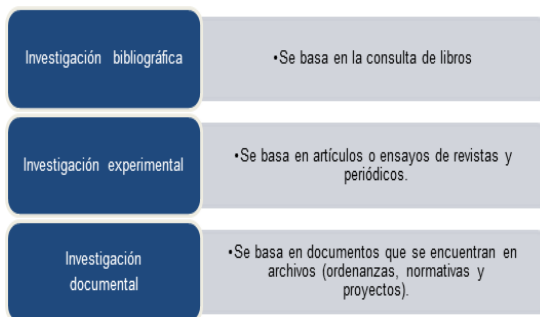 Investigación bibliográfica
•Se basa en la consulta de libros
Investigación experimental
•Se basa en artículos o ensayos de revistas y
periódicos.
Investigación
documental
•Se basa en documentos que se encuentran en
archivos (ordenanzas, normativas y
proyectos).